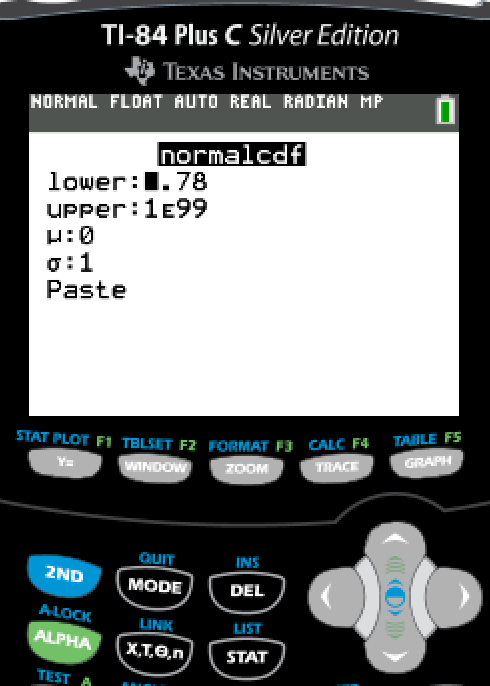 TI-84 Plus C Silver Edition
TEXAS INSTRUMENTS
NORMAL FLOAT AUTO REAL RADIAN MP
normalcdf
lower:.78
upper:1E99
μ:0
σ:1
Paste
STAT PLOT F1 TBLSET F2 FORMAT F3 CALC F4 TABLE F5
Y= WINDOW ZOOM TRACE GRAPH
QUIT INS
2ND MODE DEL
A-LOCK LINK LIST
ALPHA X,T,Θ,n STAT
TEST A